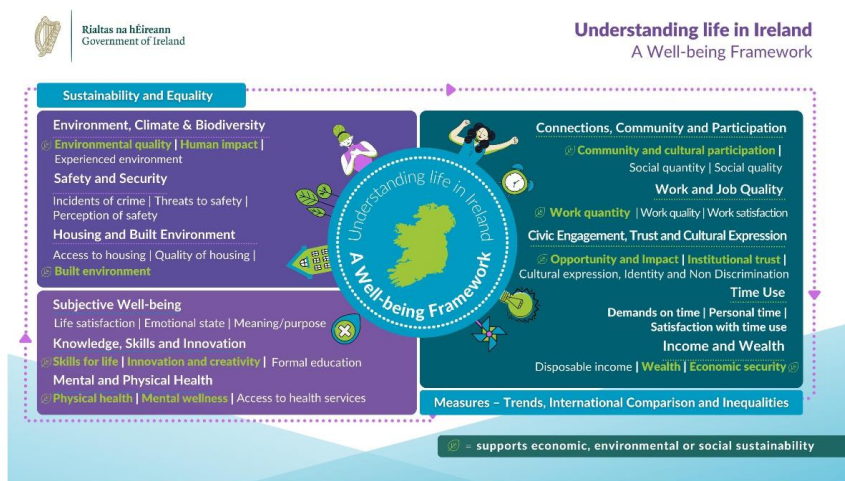 Rialtas na hÉireann
Government of Ireland
Understanding life in Ireland
A Well-being Framework
Sustainability and Equality
Environment, Climate & Biodiversity
Environmental quality | Human impact |
Experienced environment
Safety and Security
Incidents of crime | Threats to safety |
Perception of safety
Housing and Built Environment
Access to housing | Quality of housing |
Built environment
Subjective Well-being
Life satisfaction | Emotional state | Meaning/purpose
Knowledge, Skills and Innovation
Skills for life | Innovation and creativity | Formal education
Mental and Physical Health
Physical health | Mental wellness | Access to health services
Understanding life in Ireland
A Well-being Framework
Connections, Community and Participation
Community and cultural participation |
Social quantity | Social quality
Work and Job Quality
Work quantity | Work quality | Work satisfaction
Civic Engagement, Trust and Cultural Expression
Opportunity and Impact | Institutional trust |
Cultural expression, Identity and Non Discrimination
Time Use
Demands on time | Personal time |
Satisfaction with time use
Income and Wealth
Disposable income | Wealth | Economic security
Measures – Trends, International Comparison and Inequalities
= supports economic, environmental or social sustainability